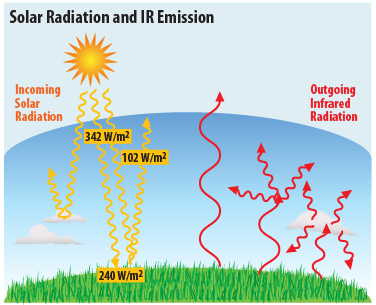 Solar Radiation and IR Emission
Incoming
Solar
Radiation
Outgoing
Infrared
Radiation
342 W/m²
102 W/m²
240 W/m²